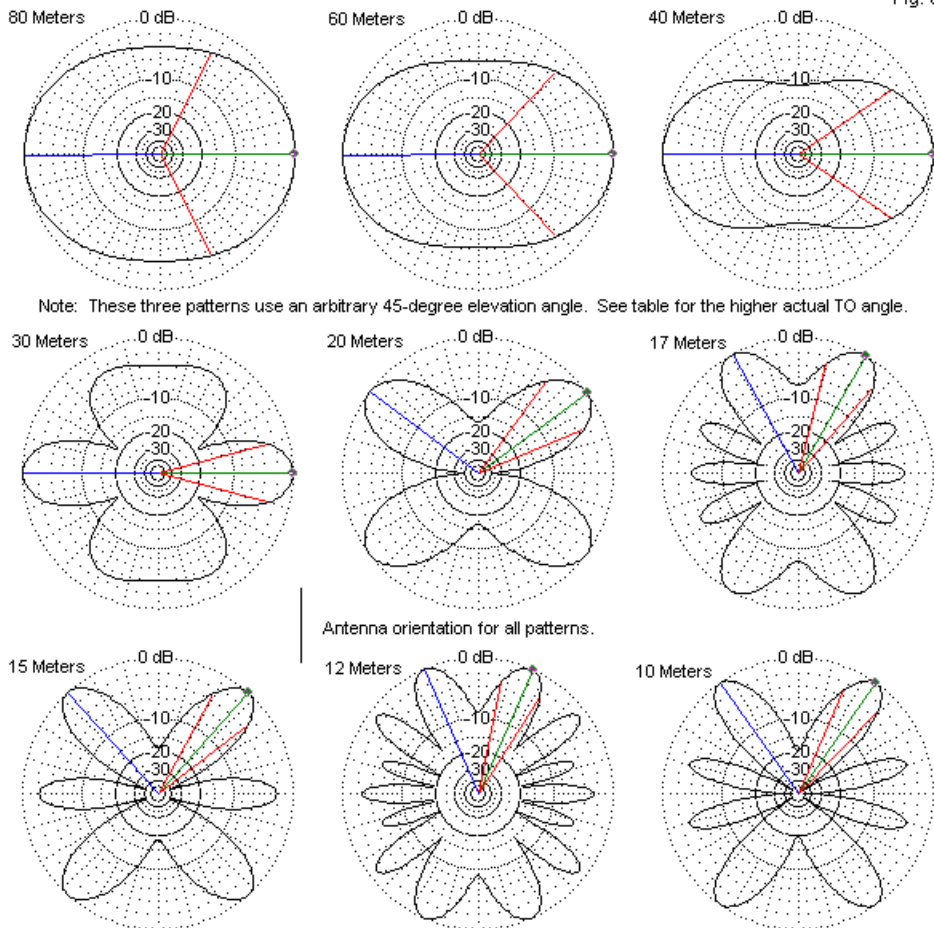 Fig.
80 Meters 0 dB
-10
20
30
60 Meters 0 dB
-10
20
30
40 Meters 0 dB
-10
20
30
Note: These three patterns use an arbitrary 45-degree elevation angle. See table for the higher actual TO angle.
30 Meters 0 dB
-10
20
30
20 Meters 0 dB
-10
20
30
17 Meters 0 dB
-10
20
30
Antenna orientation for all patterns.
15 Meters 0 dB
-10
-20
30
12 Meters 0 dB
-10
-20
30
10 Meters 0 dB
-10
-20
30